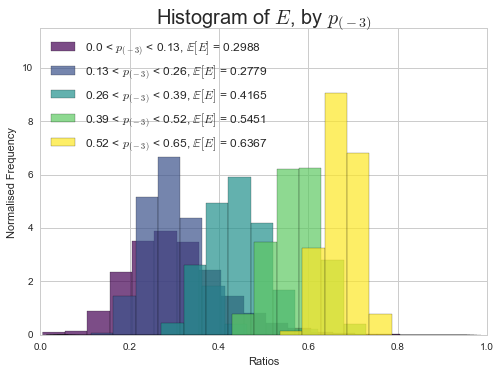 Histogram of E, by p(−3)
0.0 < p(−3) < 0.13, 𝔼[E] = 0.2988
0.13 < p(−3) < 0.26, 𝔼[E] = 0.2779
0.26 < p(−3) < 0.39, 𝔼[E] = 0.4165
0.39 < p(−3) < 0.52, 𝔼[E] = 0.5451
0.52 < p(−3) < 0.65, 𝔼[E] = 0.6367
Normalised Frequency
10
8
6
4
2
0
0.0 0.2 0.4 0.6 0.8 1.0
Ratios